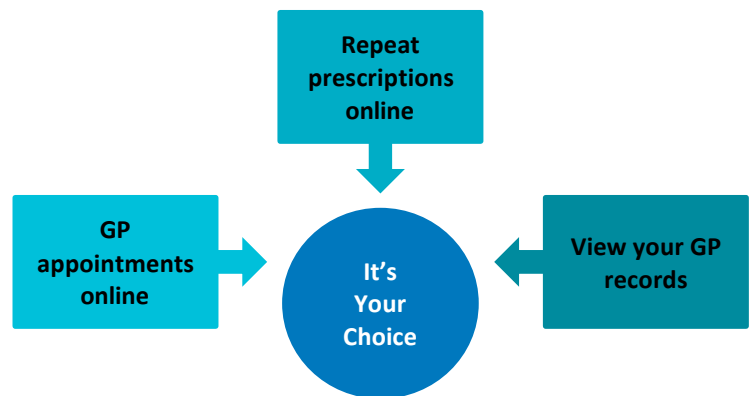 Repeat
prescriptions
online
GP
appointments
online
It’s
Your
Choice
View your GP
records